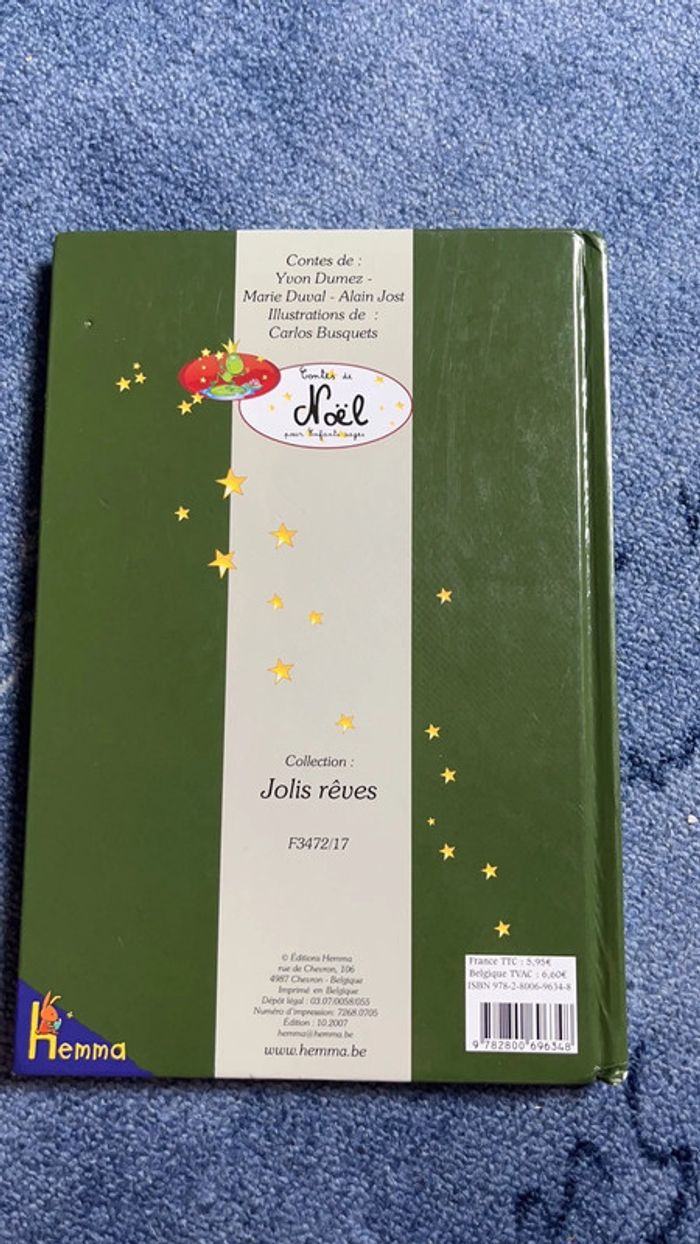 Contes de :
Yvon Dumez -
Marie Duval - Alain Jost
Illustrations de :
Carlos Busquets
Contes de
Noël
pour Enfants sages
Collection :
Jolis rêves
F3472/17
© Éditions Hemma
rue de Chevron, 106
4987 Chevron - Belgique
Imprimé en Belgique
Dépôt légal : 03.07/0058/055
Numéro d'impression: 7268.0705
Édition : 10.2007
hemma@hemma.be
www.hemma.be
Hemma
France TTC : 5,95€
Belgique TVAC : 6,60€
ISBN 978-2-8006-9634-8
9 782800 696348